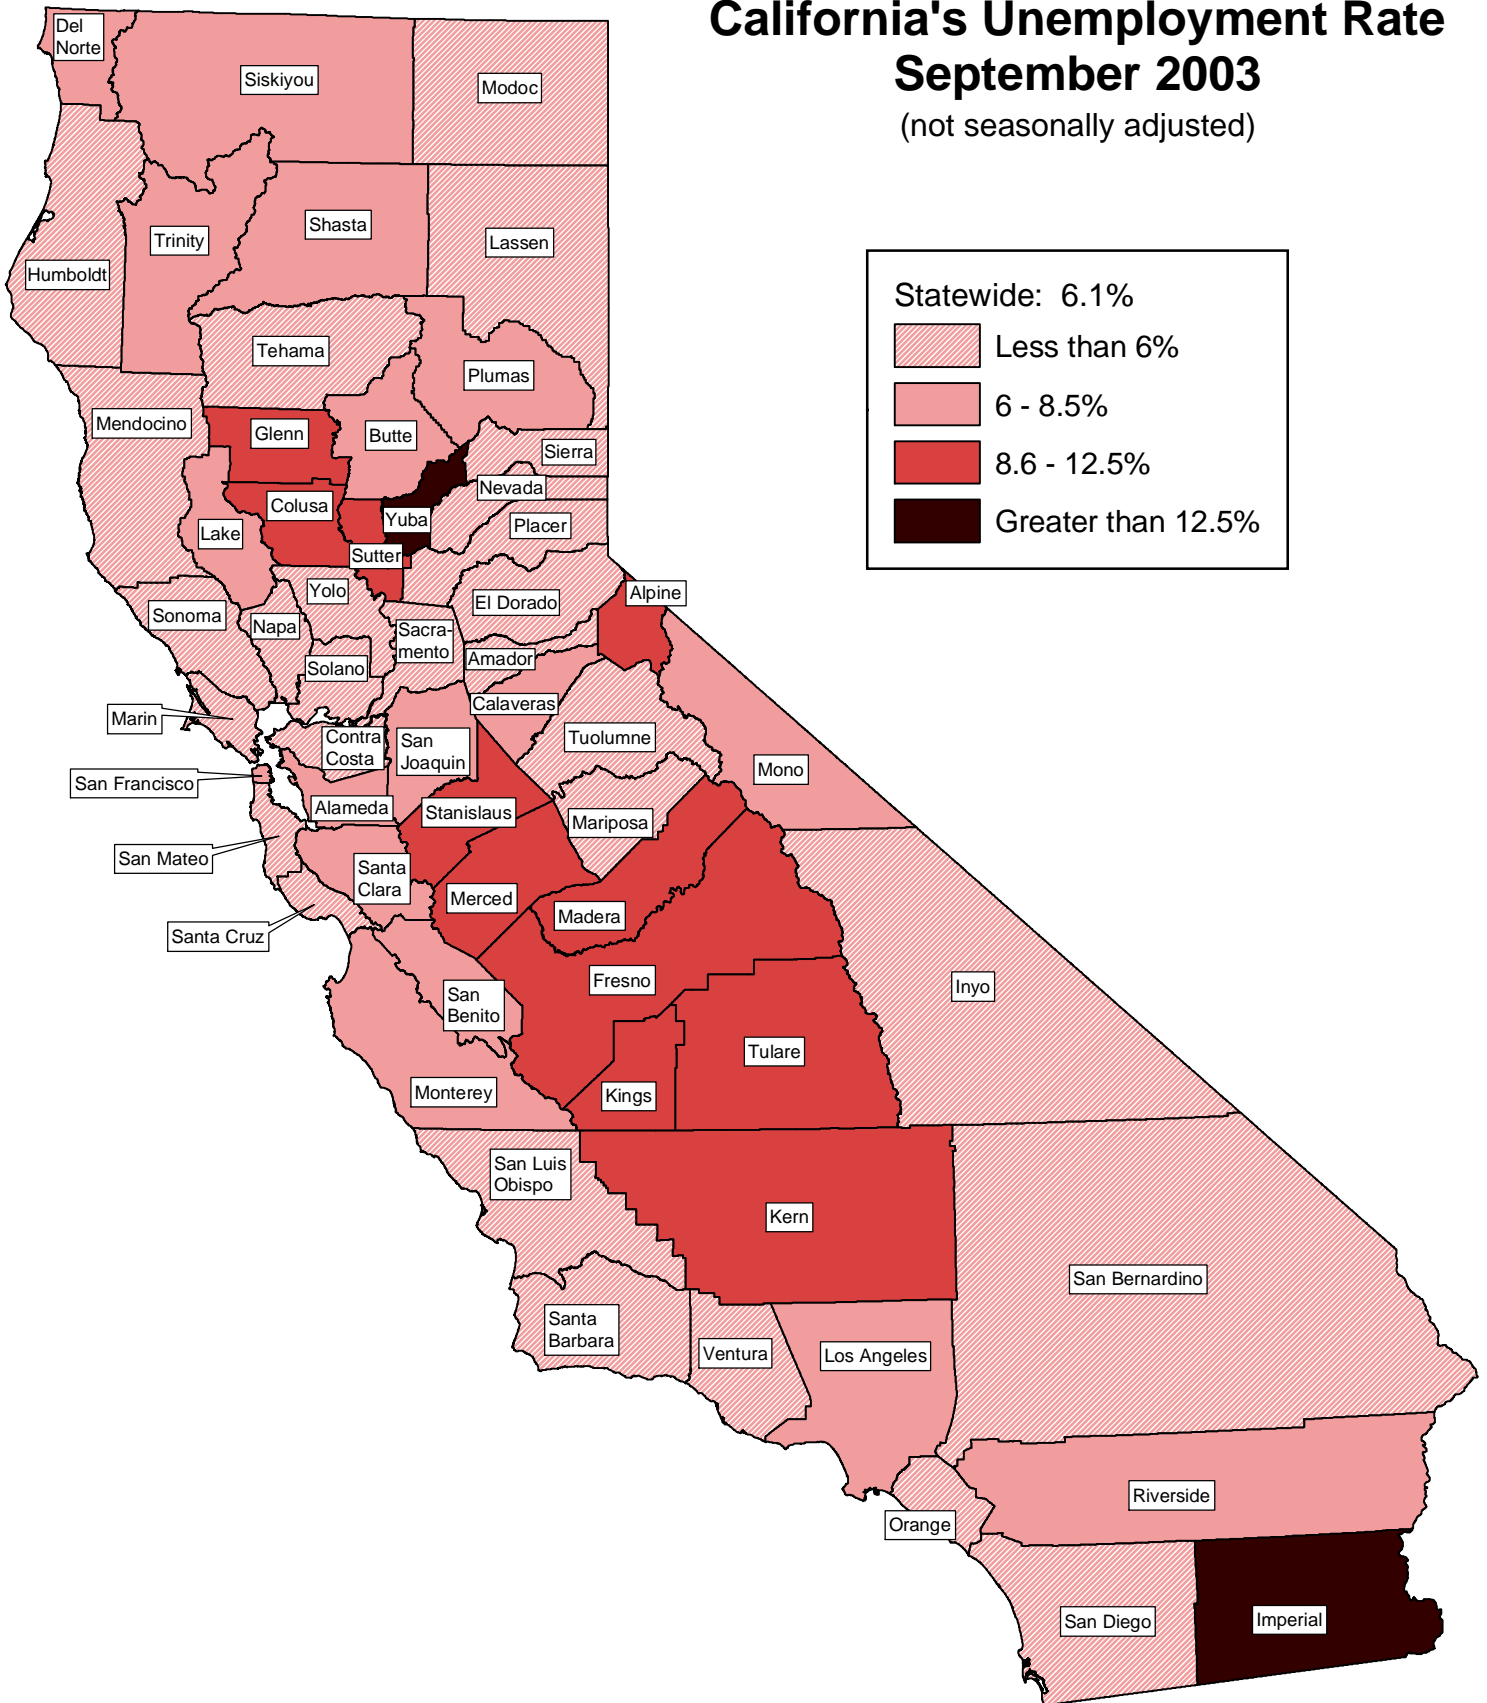 California's Unemployment Rate
September 2003
(not seasonally adjusted)
Statewide: 6.1%
Less than 6%
6 - 8.5%
8.6 - 12.5%
Greater than 12.5%
Del
Norte
Siskiyou
Modoc
Shasta
Trinity
Lassen
Humboldt
Tehama
Plumas
Mendocino
Glenn
Butte
Sierra
Nevada
Colusa
Yuba
Placer
Lake
Sutter
Yolo
Alpine
El Dorado
Sonoma
Napa
Sacra-
mento
Amador
Solano
Calaveras
Marin
Contra
Costa
San
Joaquin
Tuolumne
Mono
San Francisco
Alameda
Stanislaus
Mariposa
San Mateo
Santa
Clara
Merced
Madera
Santa Cruz
Fresno
Inyo
San
Benito
Tulare
Monterey
Kings
San Luis
Obispo
Kern
San Bernardino
Santa
Barbara
Ventura
Los Angeles
Riverside
Orange
San Diego
Imperial